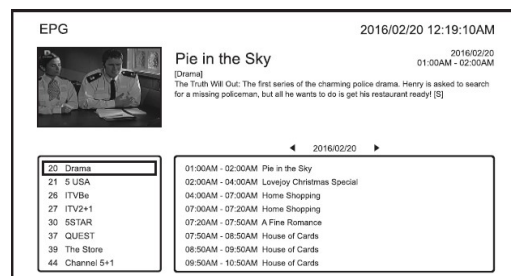 EPG
2016/02/20 12:19:10AM
Pie in the Sky
2016/02/20
01:00AM - 02:00AM
[Drama]
The Truth Will Out: The first series of the charming police drama. Henry is asked to search
for a missing policeman, but all he wants to do is get his restaurant ready! [S]
◀ 2016/02/20 ▶
20 Drama
21 5 USA
26 ITVBe
27 ITV2+1
30 5STAR
37 QUEST
39 The Store
44 Channel 5+1
01:00AM - 02:00AM Pie in the Sky
02:00AM - 04:00AM Lovejoy Christmas Special
04:00AM - 07:00AM Home Shopping
07:00AM - 07:20AM Home Shopping
07:20AM - 07:50AM A Fine Romance
07:50AM - 08:50AM House of Cards
08:50AM - 09:50AM House of Cards
09:50AM - 10:50AM House of Cards